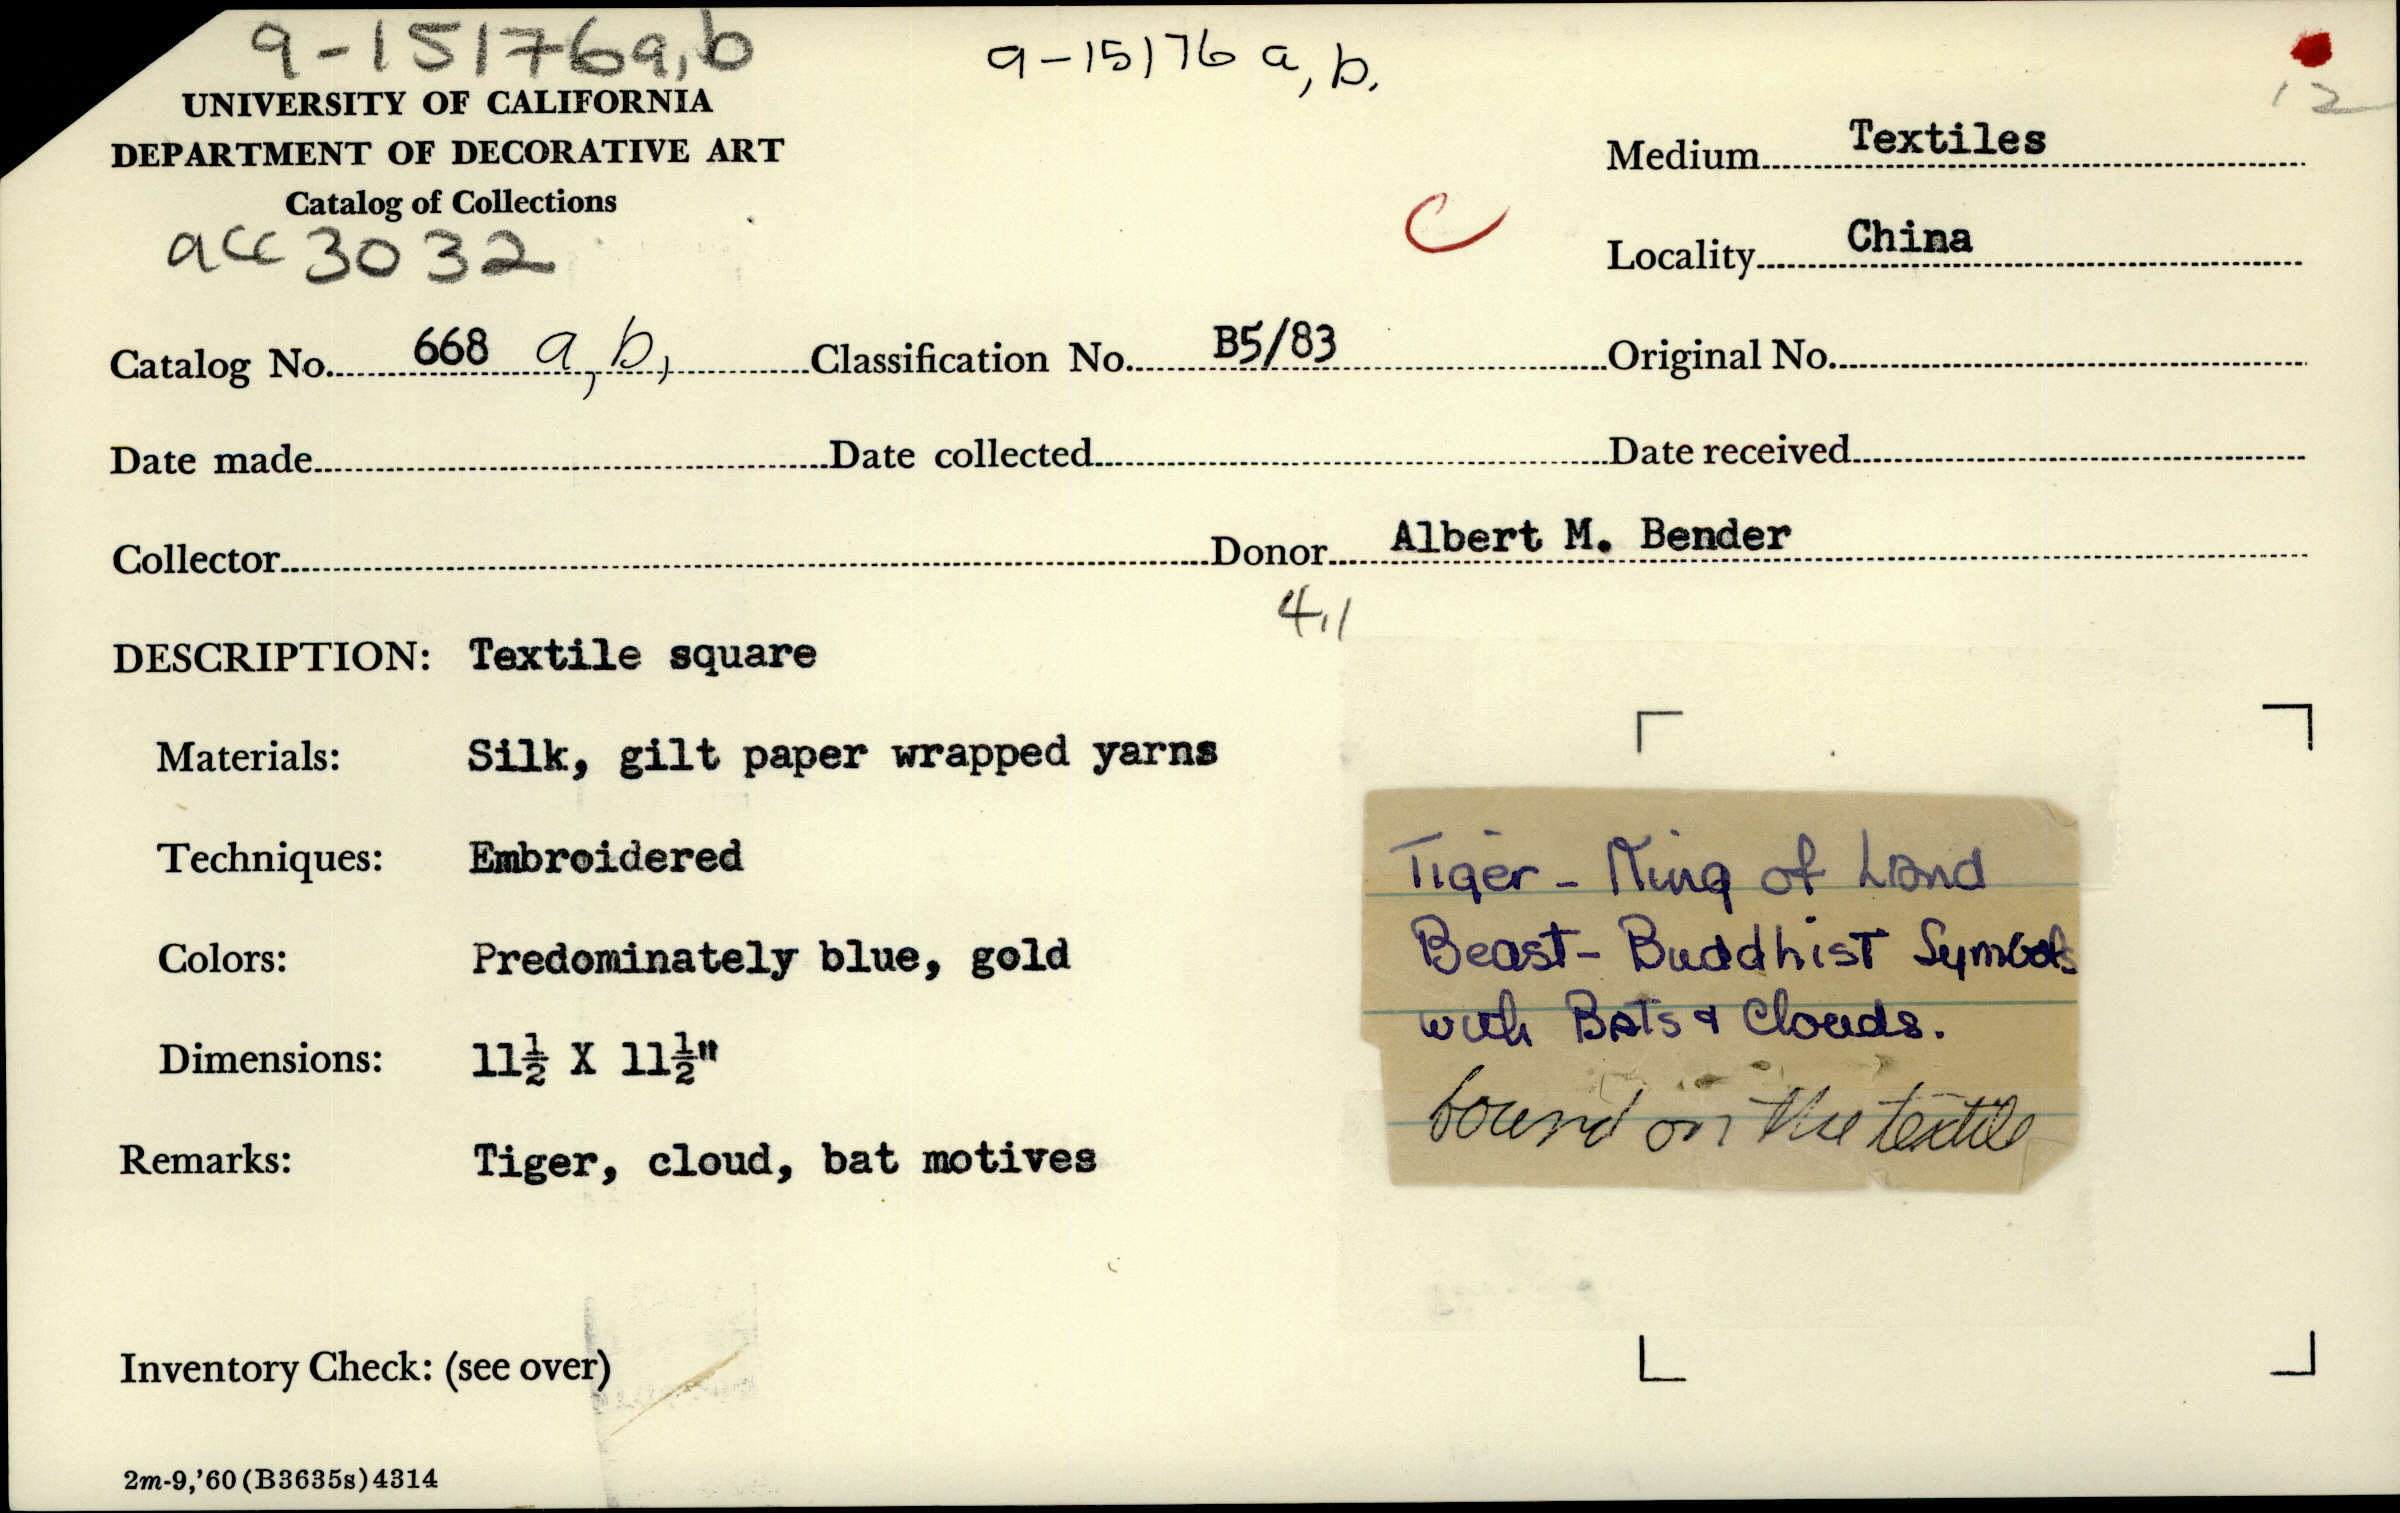 9-15176a,b
9-15176 a, b.
12
UNIVERSITY OF CALIFORNIA
DEPARTMENT OF DECORATIVE ART
Catalog of Collections
acc 3032
C
Medium Textiles
Locality China
Catalog No. 668 a, b, Classification No. B5/83 Original No.
Date made Date collected Date received
Collector Donor Albert M. Bender
4,1
DESCRIPTION: Textile square
Materials: Silk, gilt paper wrapped yarns
Techniques: Embroidered
Colors: Predominately blue, gold
Dimensions: 11½ X 11½"
Remarks: Tiger, cloud, bat motives
Tiger - King of Land
Beast - Buddhist Symbols
with Bats & Clouds.
found on the textile
Inventory Check: (see over)
2m-9,'60(B3635s)4314